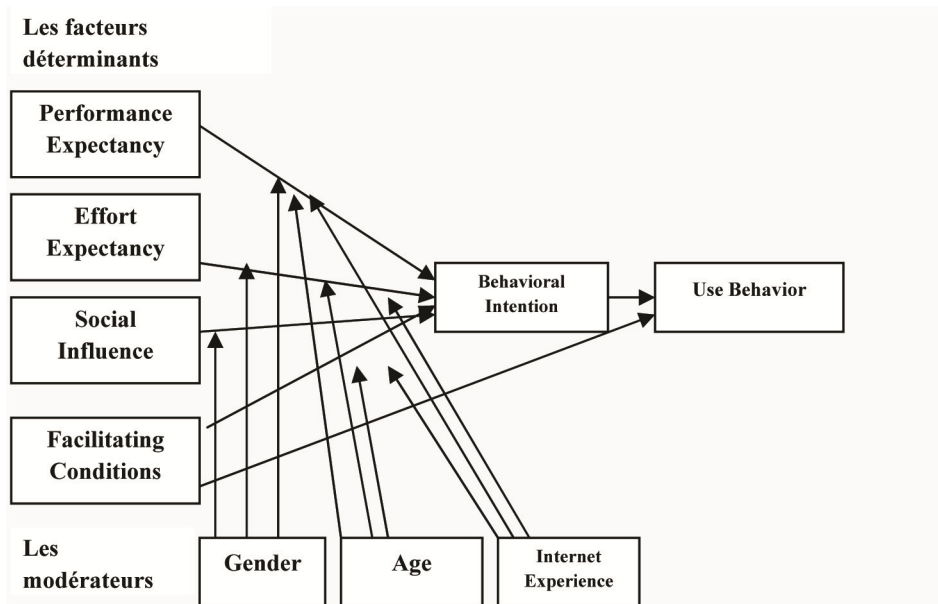 Les facteurs
déterminants
Performance
Expectancy
Effort
Expectancy
Social
Influence
Facilitating
Conditions
Behavioral
Intention
Use Behavior
Les
modérateurs
Gender
Age
Internet
Experience